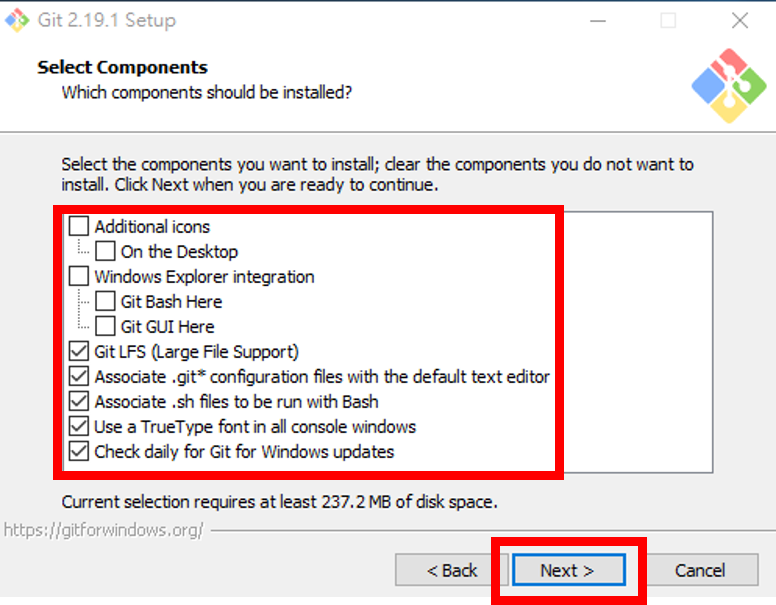 Git 2.19.1 Setup
Select Components
Which components should be installed?
Select the components you want to install; clear the components you do not want to
install. Click Next when you are ready to continue.
Additional icons
On the Desktop
Windows Explorer integration
Git Bash Here
Git GUI Here
Git LFS (Large File Support)
Associate .git* configuration files with the default text editor
Associate .sh files to be run with Bash
Use a TrueType font in all console windows
Check daily for Git for Windows updates
Current selection requires at least 237.2 MB of disk space.
https://gitforwindows.org/
< Back Next > Cancel